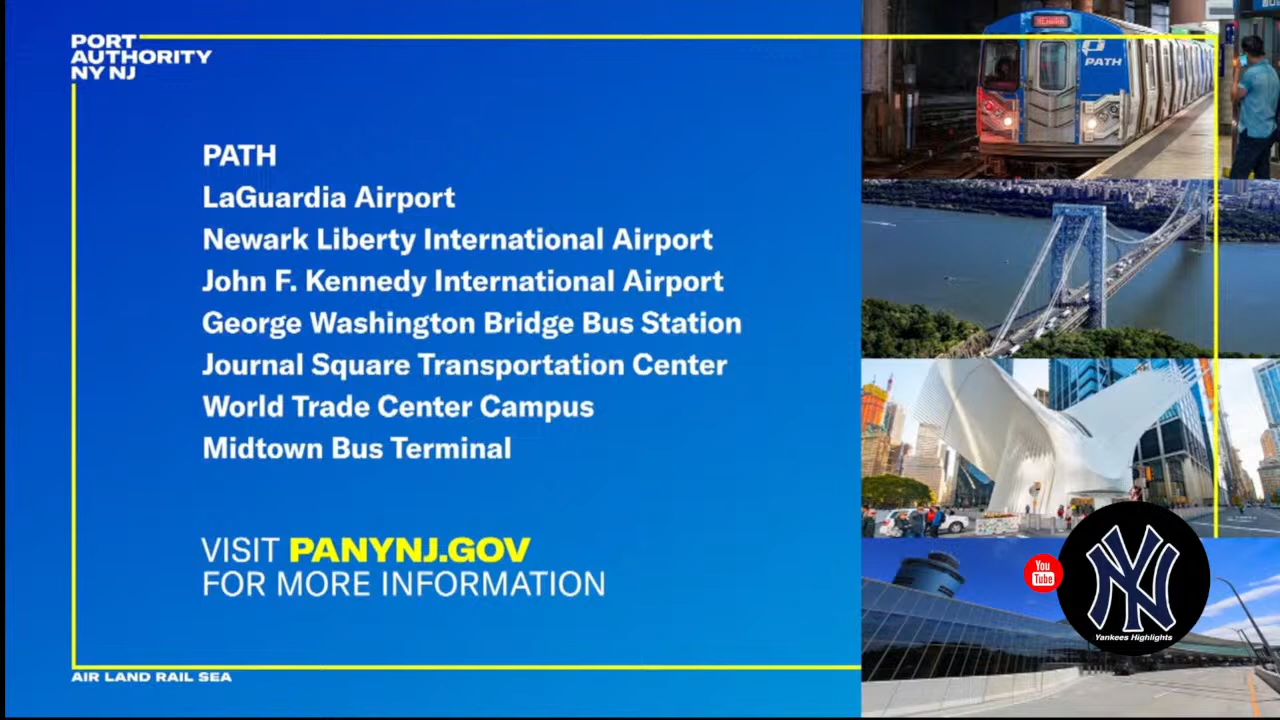 PORT
AUTHORITY
NY NJ
PATH
LaGuardia Airport
Newark Liberty International Airport
John F. Kennedy International Airport
George Washington Bridge Bus Station
Journal Square Transportation Center
World Trade Center Campus
Midtown Bus Terminal
VISIT PANYNJ.GOV
FOR MORE INFORMATION
AIR LAND RAIL SEA
NEWARK
PATH
You
Tube
NY
Yankees Highlights